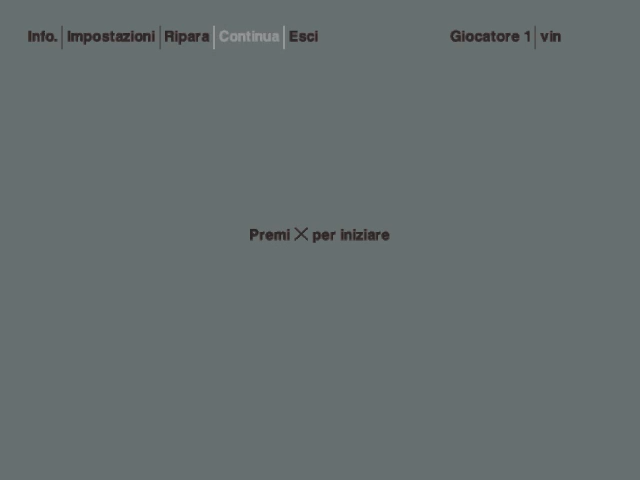 Info. Impostazioni Ripara Continua Esci Giocatore 1 vin
Premi X per iniziare